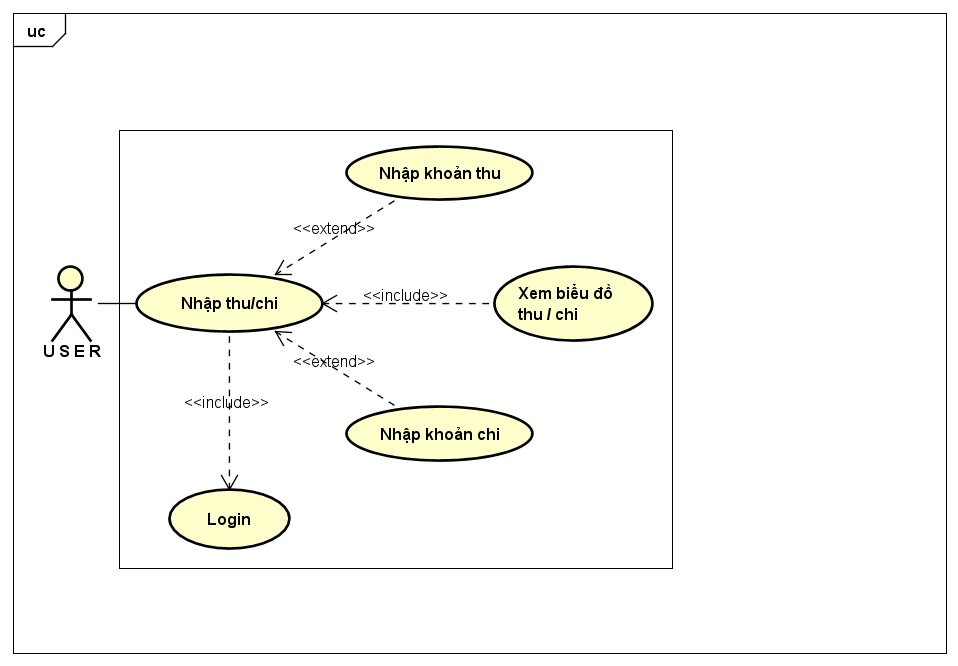 uc
Nhập khoản thu
<<extend>>
Nhập thu/chi
<<include>>
Xem biểu đồ
thu / chi
USER
<<extend>>
<<include>>
Nhập khoản chi
Login